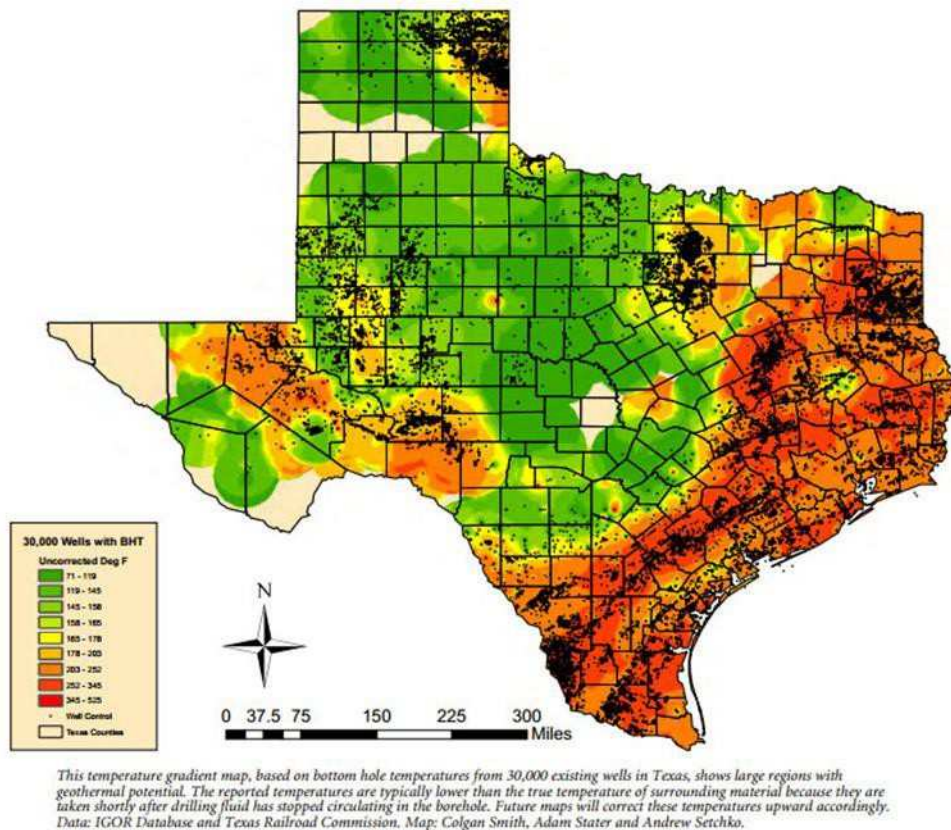 30,000 Wells with BHT
Uncorrected Deg F
71 - 119
119 - 145
145 - 158
158 - 165
165 - 178
178 - 203
203 - 252
252 - 345
345 - 525
Well Control
Texas Counties
N
0 37.5 75 150 225 300
Miles
This temperature gradient map, based on bottom hole temperatures from 30,000 existing wells in Texas, shows large regions with
geothermal potential. The reported temperatures are typically lower than the true temperature of surrounding material because they are
taken shortly after drilling fluid has stopped circulating in the borehole. Future maps will correct these temperatures upward accordingly.
Data: IGOR Database and Texas Railroad Commission. Map: Colgan Smith, Adam Stater and Andrew Setchko.